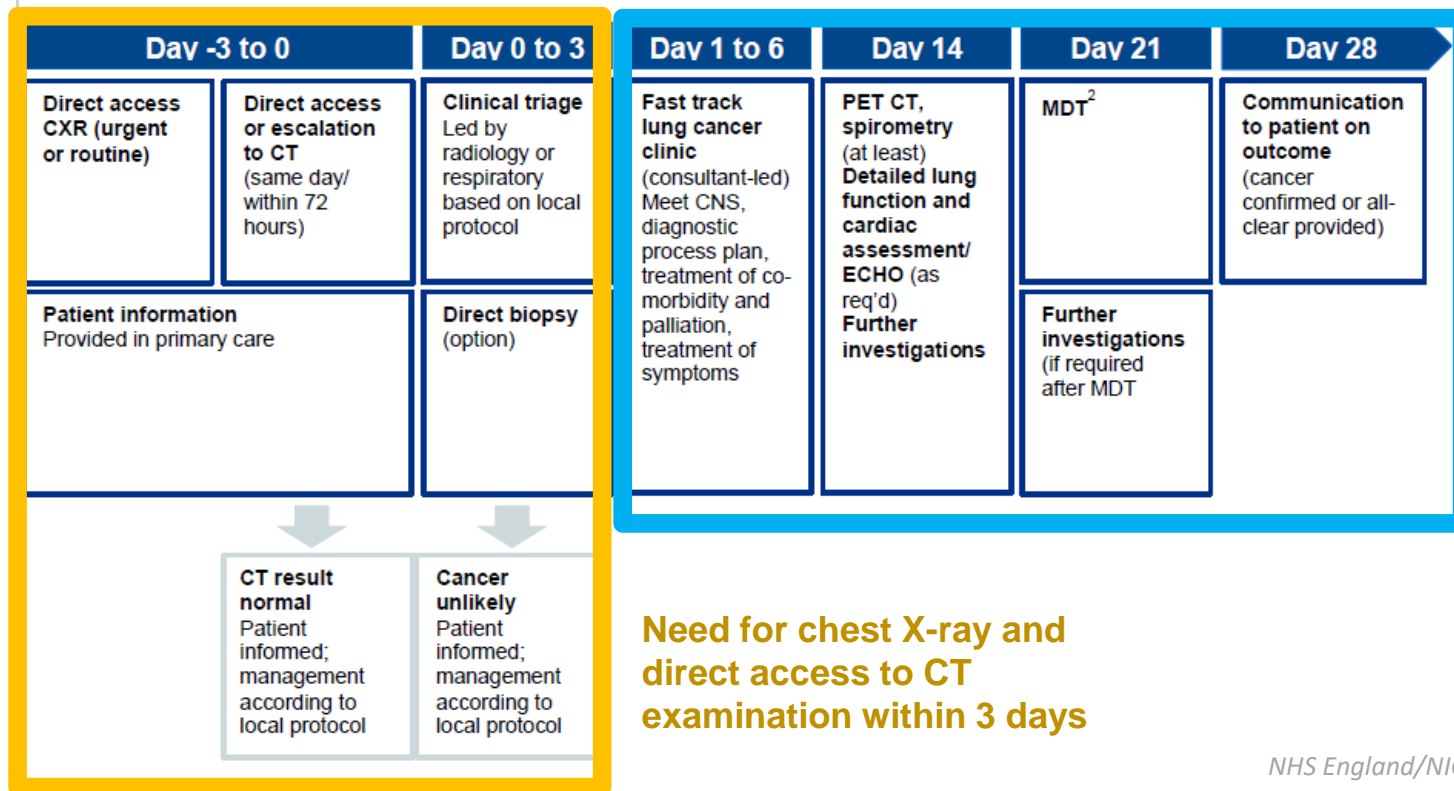 Day -3 to 0
Day 0 to 3
Day 1 to 6
Day 14
Day 21
Day 28
Direct access
CXR (urgent
or routine)
Direct access
or escalation
to CT
(same day/
within 72
hours)
Clinical triage
Led by
radiology or
respiratory
based on local
protocol
Fast track
lung cancer
clinic
(consultant-led)
Meet CNS,
diagnostic
process plan,
treatment of co-
morbidity and
palliation,
treatment of
symptoms
PET CT,
spirometry
(at least)
Detailed lung
function and
cardiac
assessment/
ECHO (as
req'd)
Further
investigations
MDT²
Communication
to patient on
outcome
(cancer
confirmed or all-
clear provided)
Patient information
Provided in primary care
Direct biopsy
(option)
Further
investigations
(if required
after MDT
CT result
normal
Patient
informed;
management
according to
local protocol
Cancer
unlikely
Patient
informed;
management
according to
local protocol
Need for chest X-ray and
direct access to CT
examination within 3 days
NHS England/